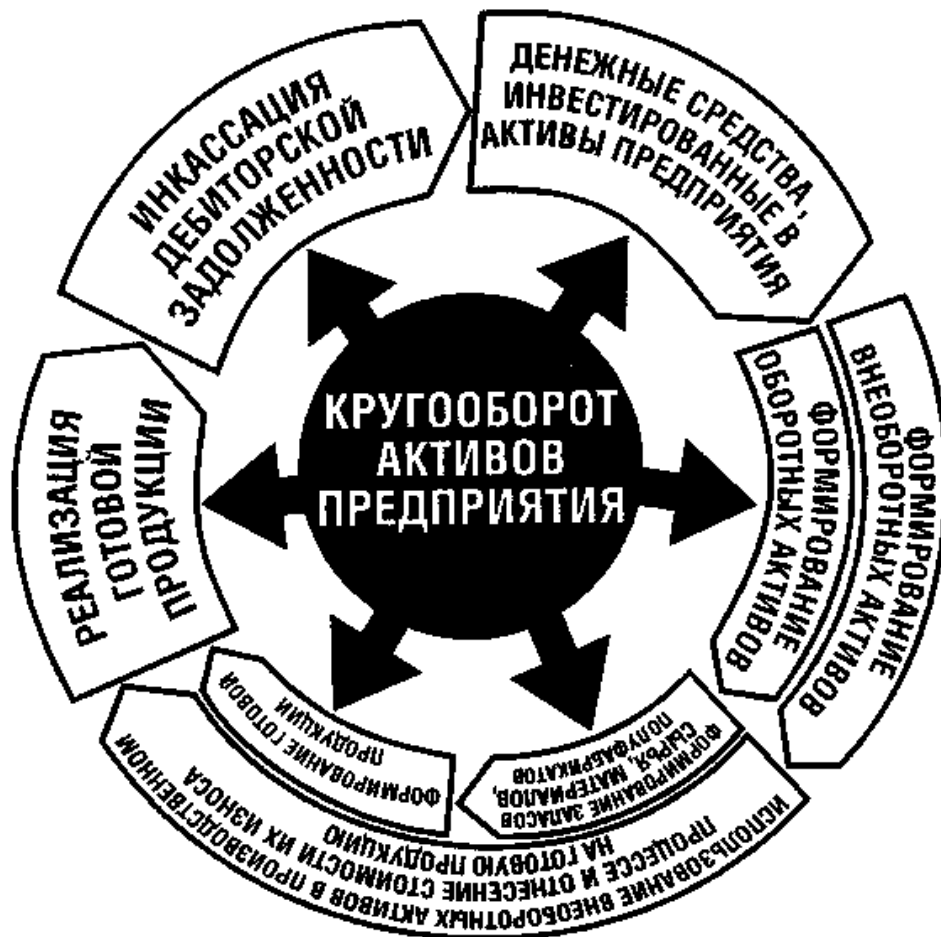 КРУГООБОРОТ
АКТИВОВ
ПРЕДПРИЯТИЯ
ДЕНЕЖНЫЕ СРЕДСТВА,
ИНВЕСТИРОВАННЫЕ В
АКТИВЫ ПРЕДПРИЯТИЯ
ФОРМИРОВАНИЕ
ВНЕОБОРОТНЫХ АКТИВОВ
ФОРМИРОВАНИЕ
ОБОРОТНЫХ АКТИВОВ
ФОРМИРОВАНИЕ ЗАПАСОВ
СЫРЬЯ, МАТЕРИАЛОВ,
ПОЛУФАБРИКАТОВ
ФОРМИРОВАНИЕ ГОТОВОЙ
ПРОДУКЦИИ
ИСПОЛЬЗОВАНИЕ ВНЕОБОРОТНЫХ АКТИВОВ В ПРОИЗВОДСТВЕННОМ
ПРОЦЕССЕ И ОТНЕСЕНИЕ СТОИМОСТИ ИХ ИЗНОСА
НА ГОТОВУЮ ПРОДУКЦИЮ
РЕАЛИЗАЦИЯ
ГОТОВОЙ
ПРОДУКЦИИ
ИНКАССАЦИЯ
ДЕБИТОРСКОЙ
ЗАДОЛЖЕННОСТИ